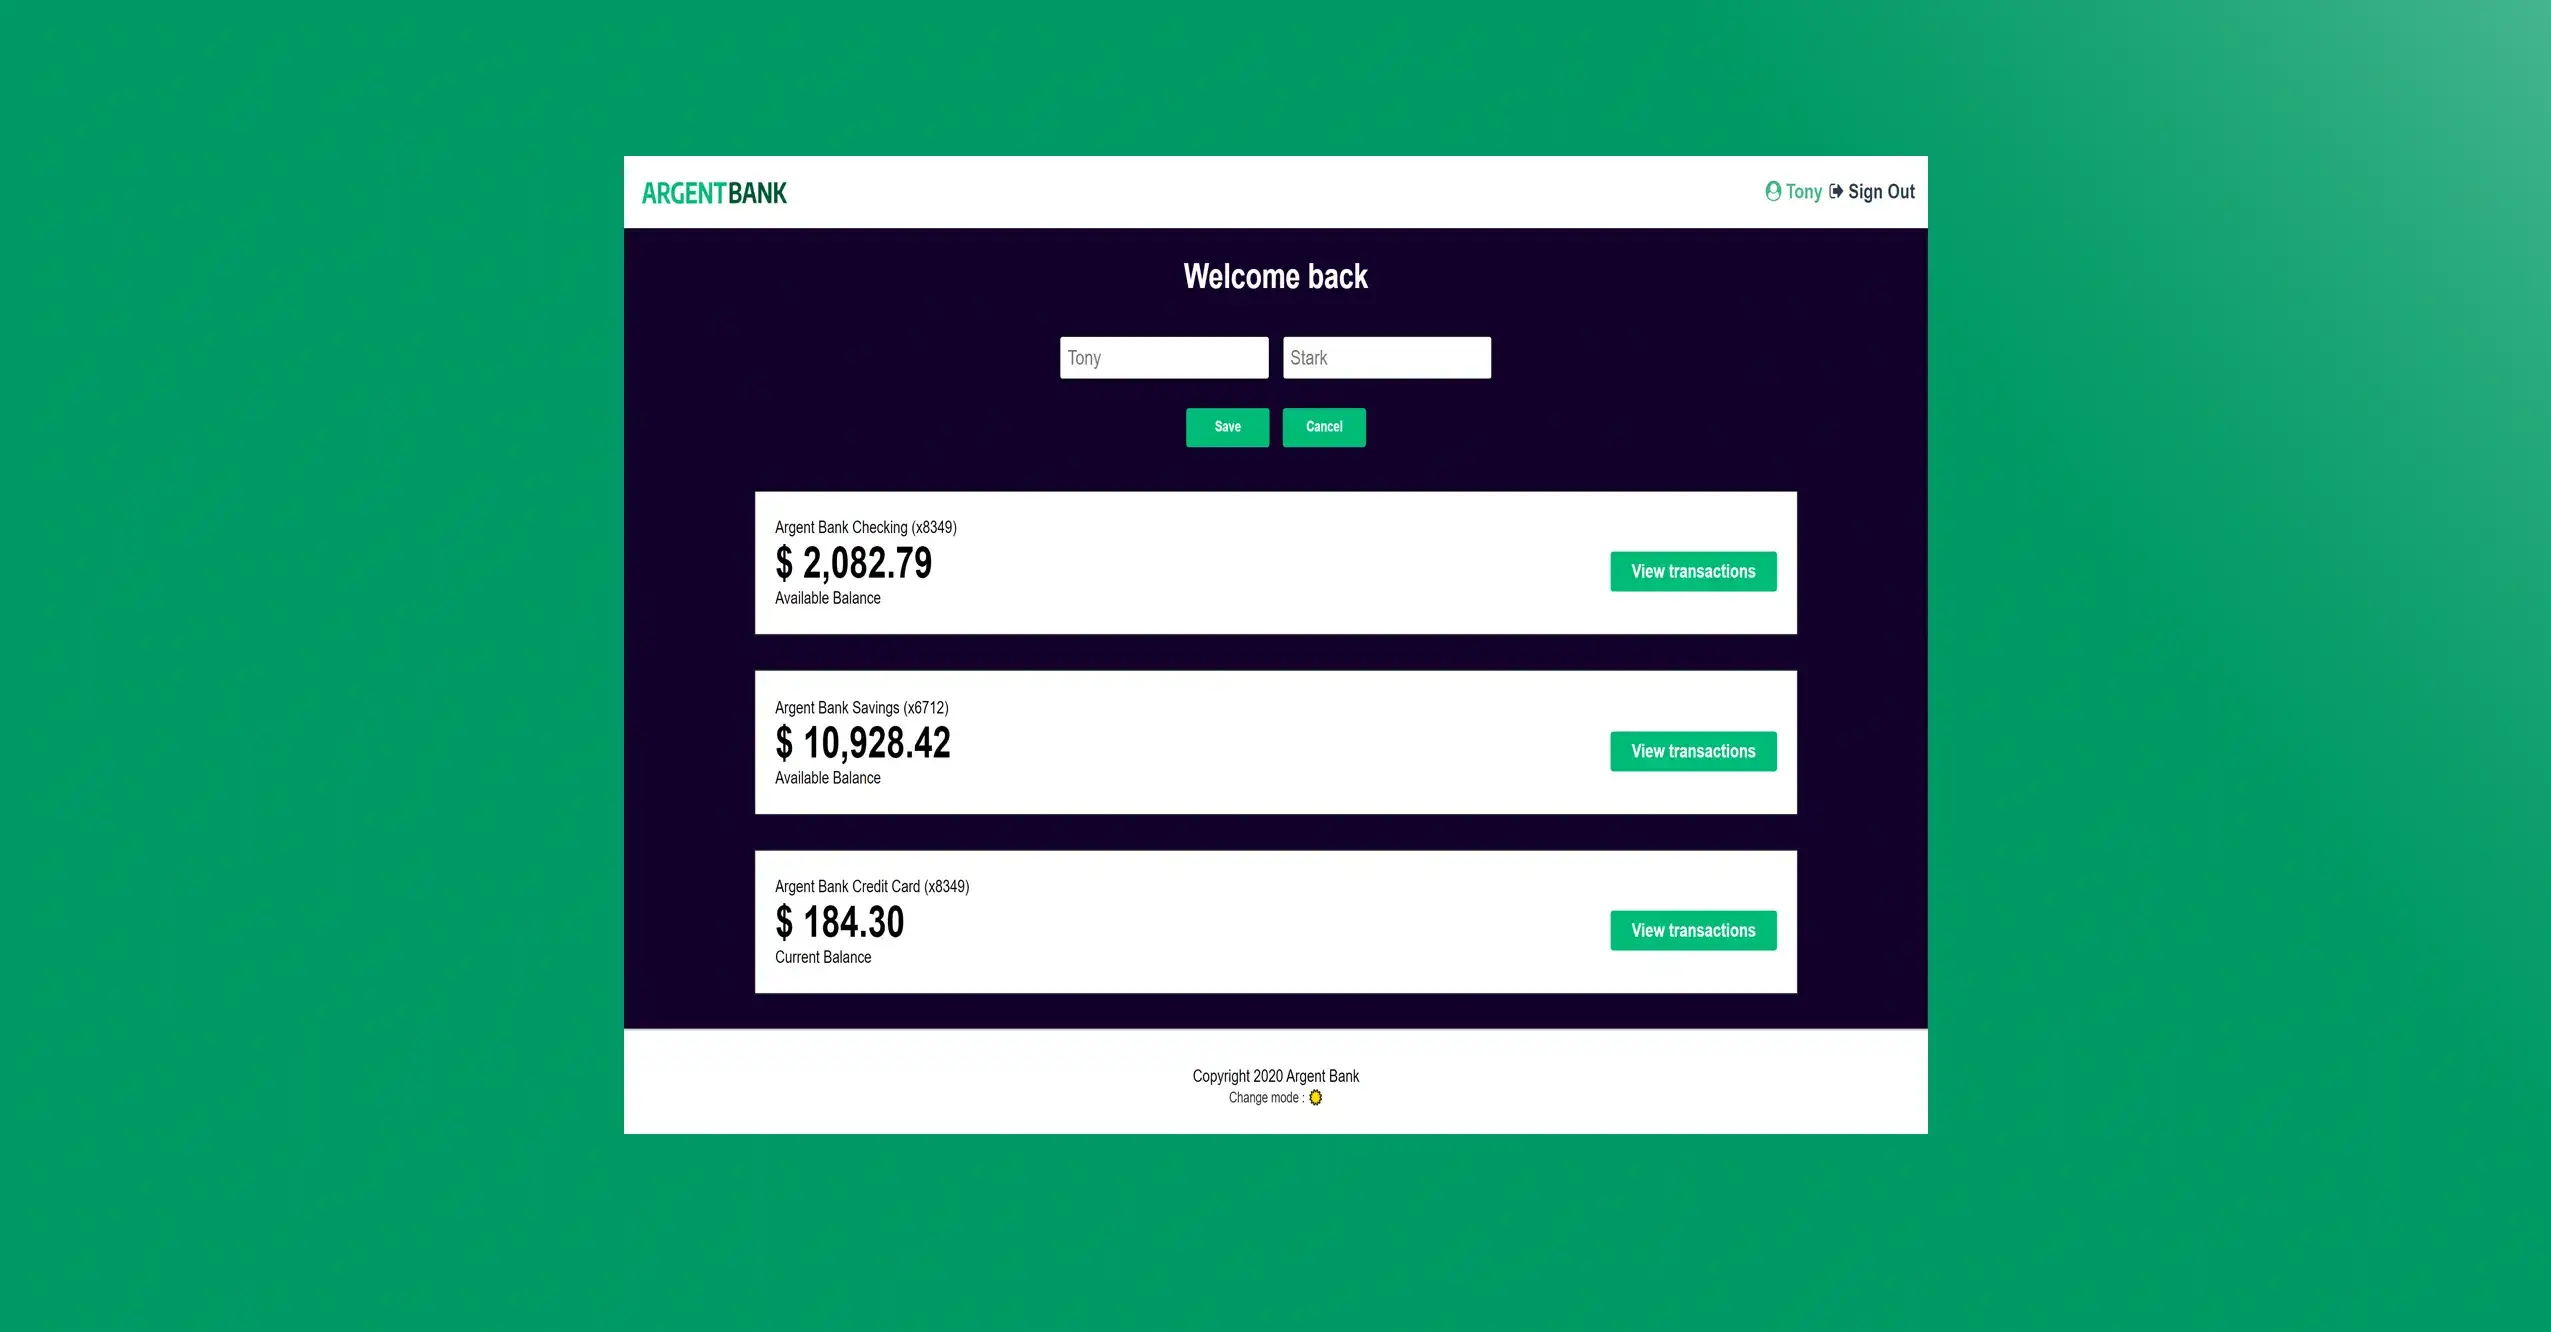 ARGENTBANK
Tony Sign Out
Welcome back
Tony Stark
Save Cancel
Argent Bank Checking (x8349)
$ 2,082.79
Available Balance
View transactions
Argent Bank Savings (x6712)
$ 10,928.42
Available Balance
View transactions
Argent Bank Credit Card (x8349)
$ 184.30
Current Balance
View transactions
Copyright 2020 Argent Bank
Change mode :